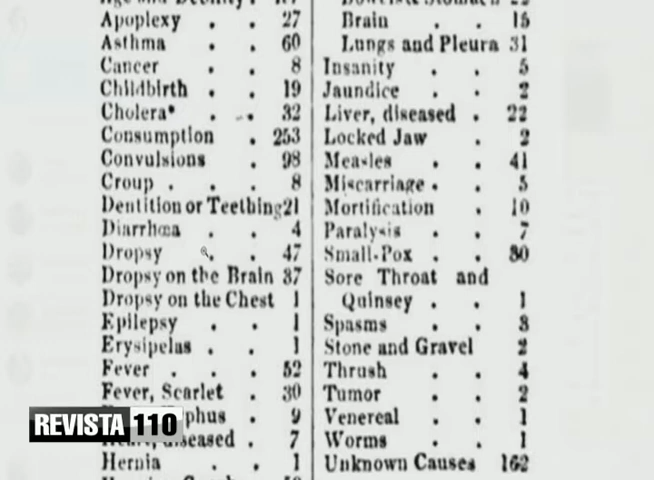 Apoplexy . . 27
Asthma . . 60
Cancer . . 8
Childbirth . . 19
Cholera* . . 32
Consumption . 253
Convulsions . 98
Croup . . . 8
Dentition or Teething 21
Diarrhœa . . 4
Dropsy . . 47
Dropsy on the Brain 37
Dropsy on the Chest 1
Epilepsy . . 1
Erysipelas . . 1
Fever . . . 52
Fever, Scarlet . 30
phus . 9
diseased . 7
Hernia . . 1
Brain . . 15
Lungs and Pleura 31
Insanity . . 5
Jaundice . . 2
Liver, diseased . 22
Locked Jaw . 2
Measles . . 41
Miscarriage . . 5
Mortification . 10
Paralysis . . 7
Small-Pox . . 30
Sore Throat and
Quinsey . . 1
Spasms . . 3
Stone and Gravel 2
Thrush . . 4
Tumor . . 2
Venereal . . 1
Worms . . 1
Unknown Causes 162
REVISTA 110